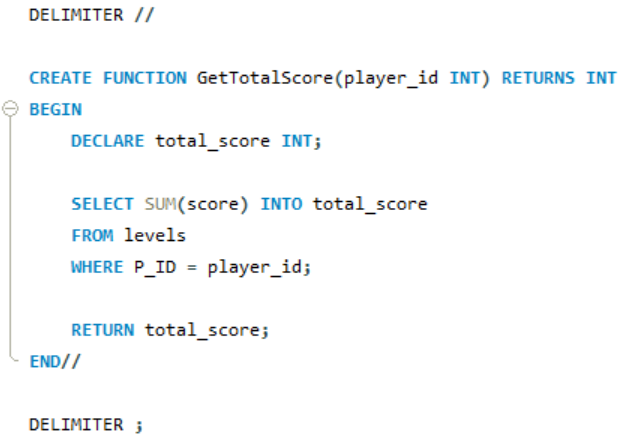 DELIMITER //
CREATE FUNCTION GetTotalScore(player_id INT) RETURNS INT
BEGIN
DECLARE total_score INT;
SELECT SUM(score) INTO total_score
FROM levels
WHERE P_ID = player_id;
RETURN total_score;
END//
DELIMITER ;